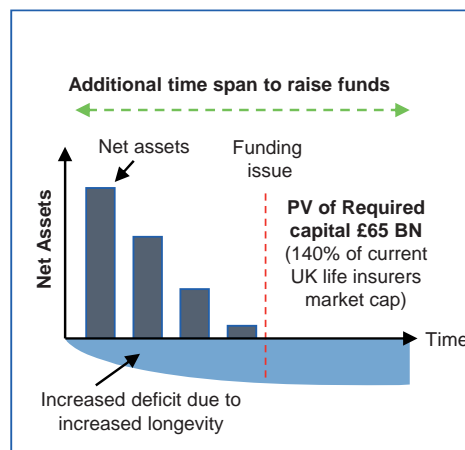 Additional time span to raise funds
Net assets
Funding
issue
PV of Required
capital £65 BN
(140% of current
UK life insurers
market cap)
Net Assets
Time
Increased deficit due to
increased longevity